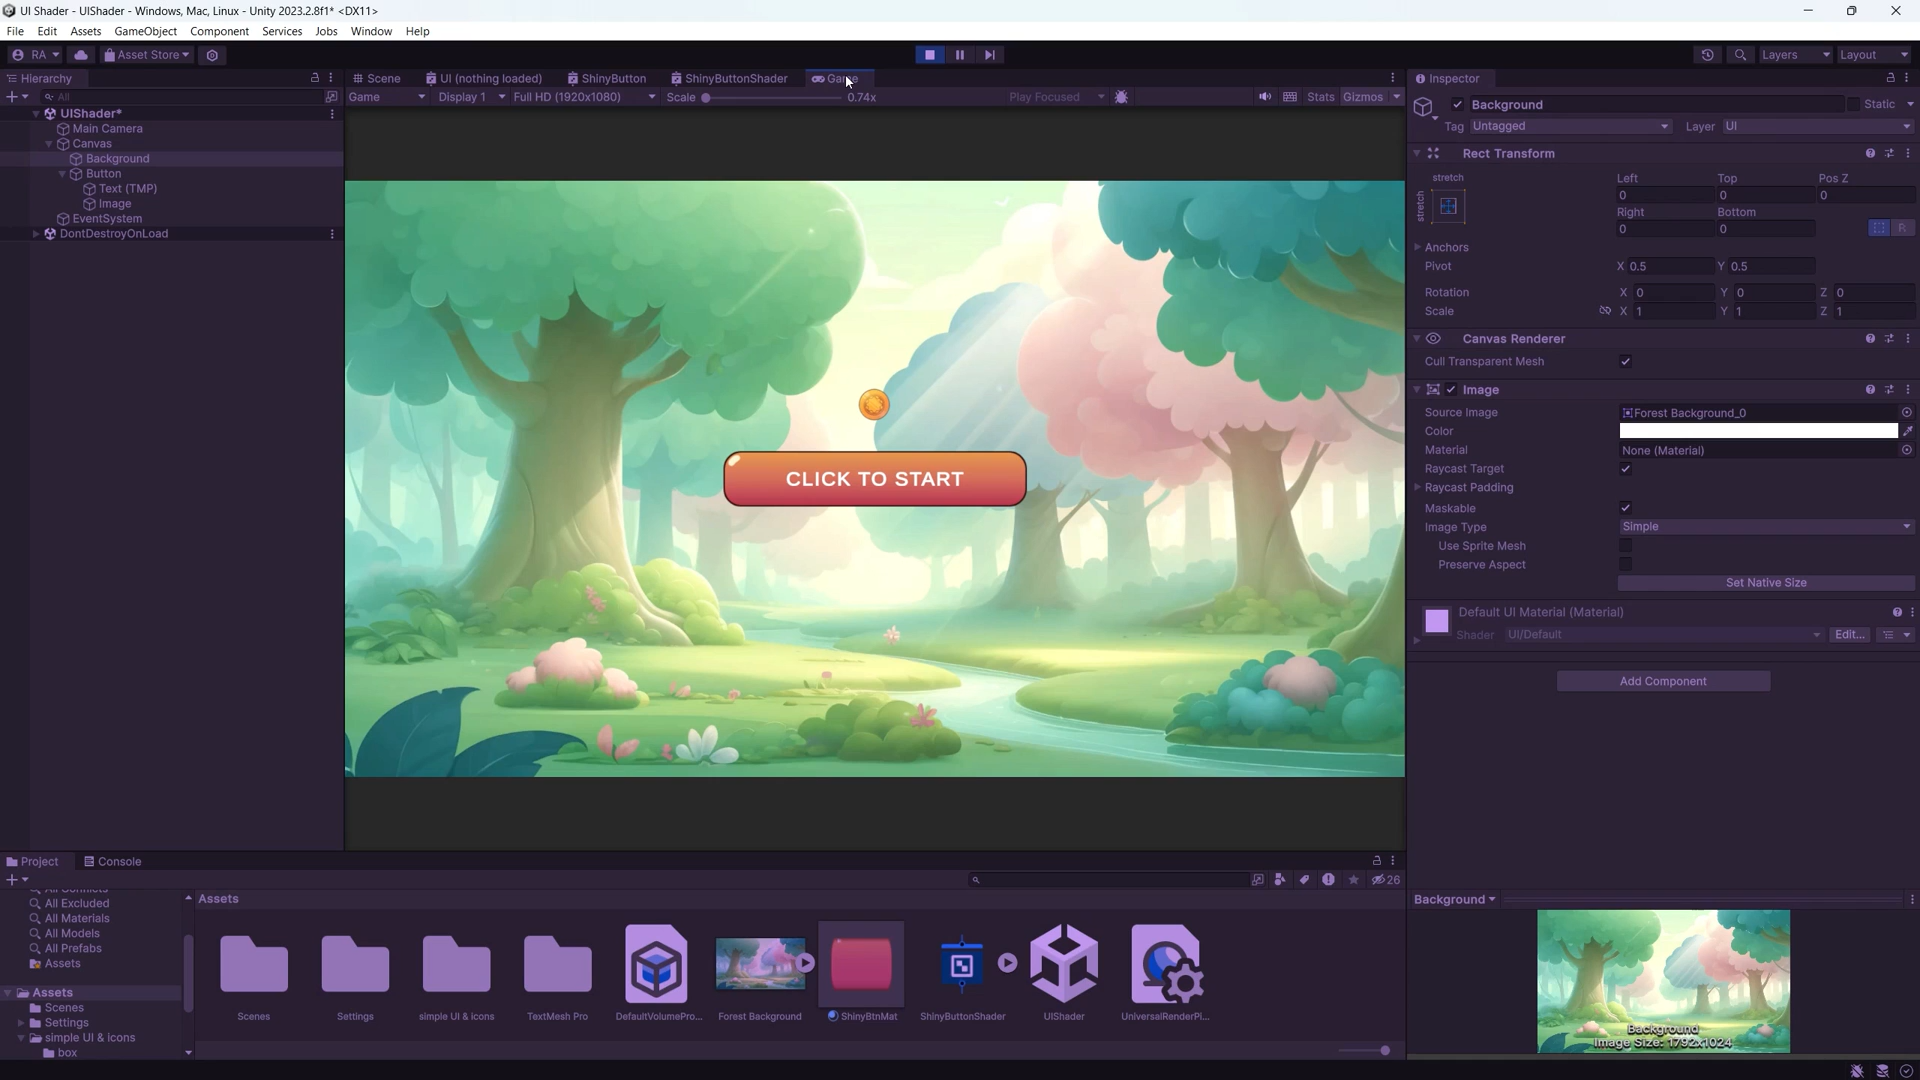 UI Shader - UIShader - Windows, Mac, Linux - Unity 2023.2.8f1* <DX11>
File Edit Assets GameObject Component Services Jobs Window Help
RA Asset Store Layers Layout
Hierarchy
All
UIShader*
Main Camera
Canvas
Background
Button
Text (TMP)
Image
EventSystem
DontDestroyOnLoad
Scene UI (nothing loaded) ShinyButton ShinyButtonShader Game
Game Display 1 Full HD (1920x1080) Scale 0.74x Play Focused Stats Gizmos
CLICK TO START
Inspector
Background Static
Tag Untagged Layer UI
Rect Transform
stretch
stretch
Left Top Pos Z
0 0 0
Right Bottom
0 0 R
Anchors
Pivot X 0.5 Y 0.5
Rotation X 0 Y 0 Z 0
Scale X 1 Y 1 Z 1
Canvas Renderer
Cull Transparent Mesh
Image
Source Image Forest Background_0
Color
Material None (Material)
Raycast Target
Raycast Padding
Maskable
Image Type Simple
Use Sprite Mesh
Preserve Aspect
Set Native Size
Default UI Material (Material)
Shader UI/Default Edit...
Add Component
Background
Background
Image Size: 1792x1024
Project Console
26
All Conflicts
All Excluded
All Materials
All Models
All Prefabs
Assets
Assets
Scenes
Settings
simple UI & icons
box
Assets
Scenes Settings simple UI & icons TextMesh Pro DefaultVolumePro... Forest Background ShinyBtnMat ShinyButtonShader UIShader UniversalRenderPi...